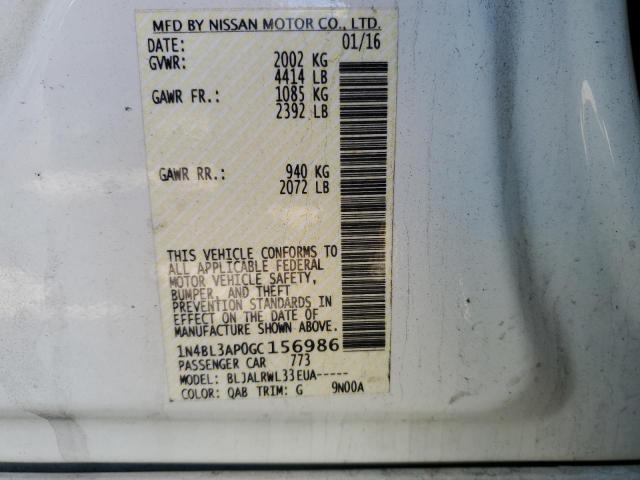 MFD BY NISSAN MOTOR CO., LTD.
DATE: 01/16
GVWR: 2002 KG
4414 LB
GAWR FR.: 1085 KG
2392 LB
GAWR RR.: 940 KG
2072 LB
THIS VEHICLE CONFORMS TO
ALL APPLICABLE FEDERAL
MOTOR VEHICLE SAFETY,
BUMPER, AND THEFT
PREVENTION STANDARDS IN
EFFECT ON THE DATE OF
MANUFACTURE SHOWN ABOVE.
1N4BL3AP0GC156986
PASSENGER CAR 773
MODEL: BLJALRWL33EUA-----
COLOR: QAB TRIM: G 9N00A